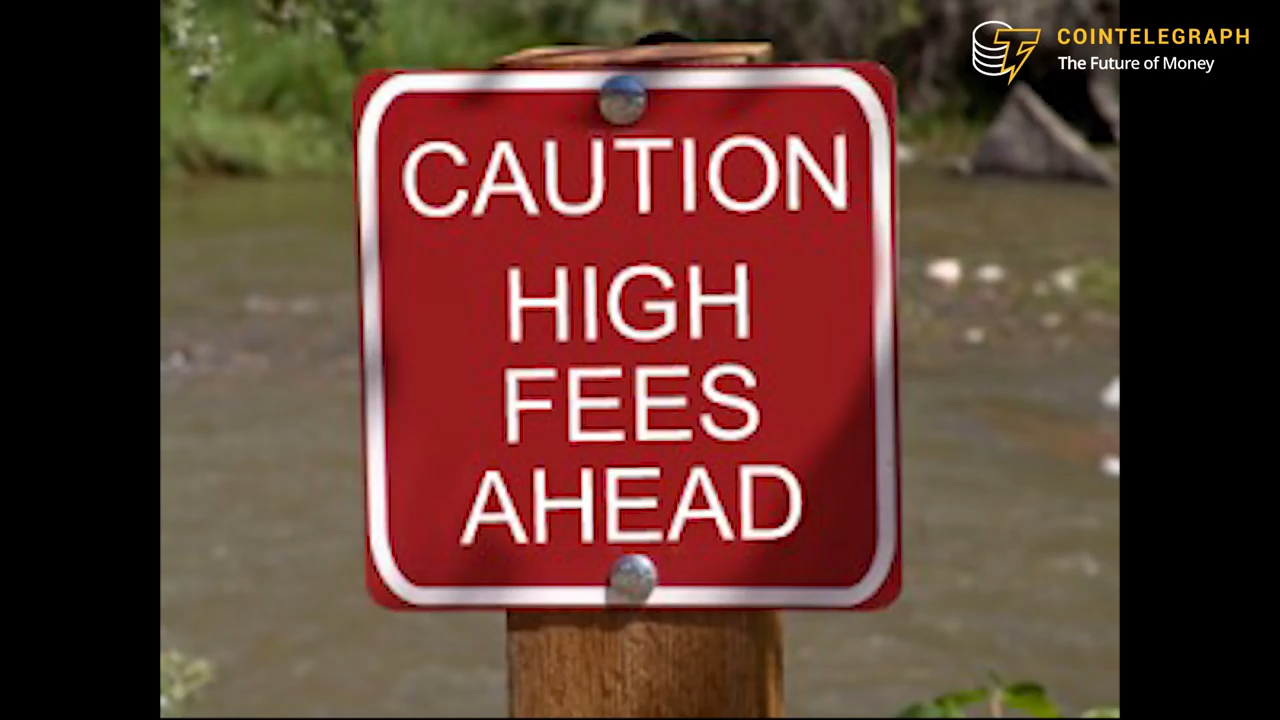 COINTELEGRAPH
The Future of Money
CAUTION
HIGH
FEES
AHEAD